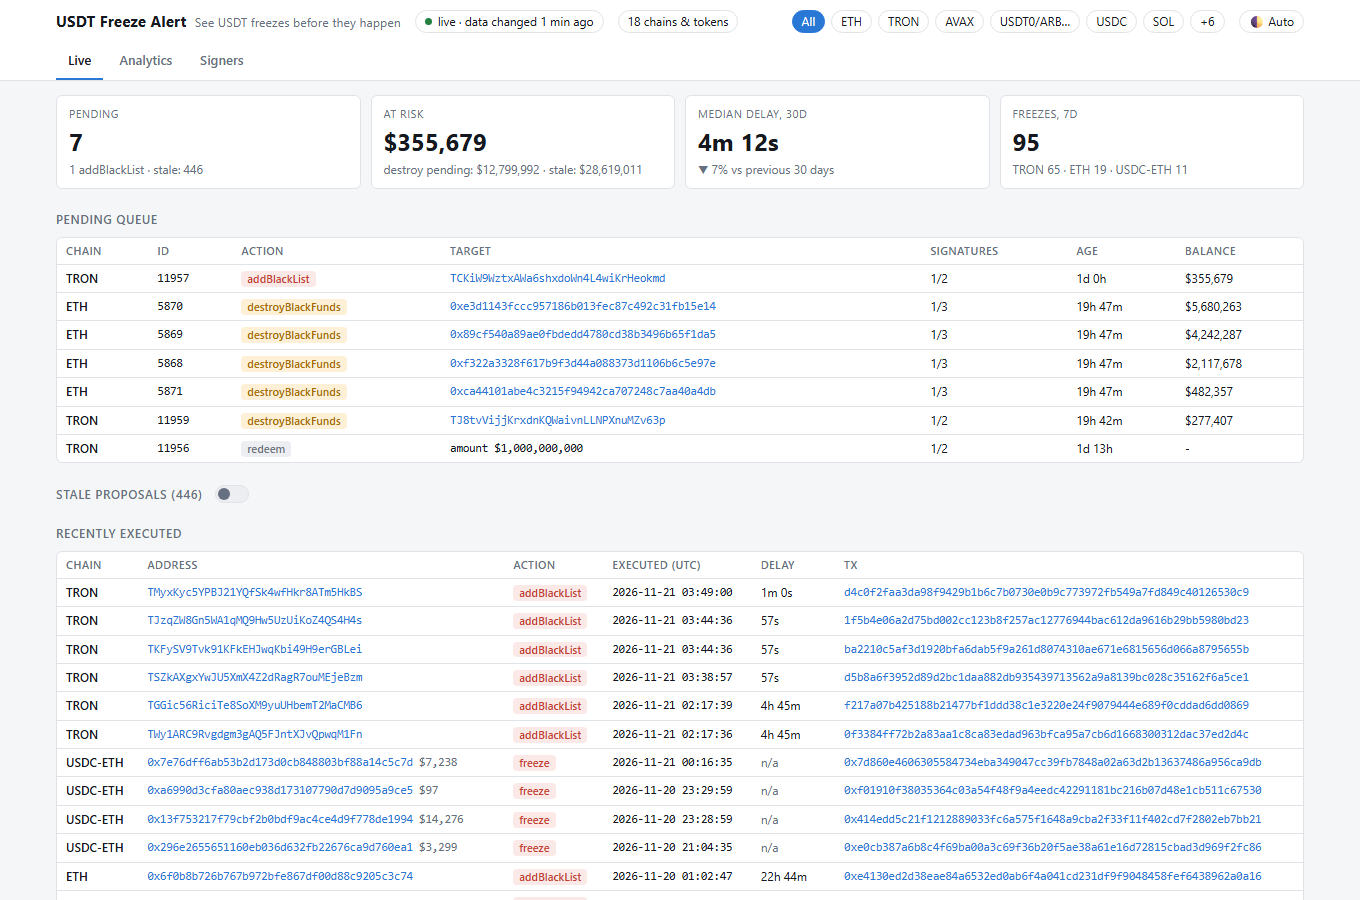 USDT Freeze Alert See USDT freezes before they happen live · data changed 1 min ago 18 chains & tokens All ETH TRON AVAX USDT0/ARB... USDC SOL +6 Auto
Live Analytics Signers
PENDING AT RISK MEDIAN DELAY, 30D FREEZES, 7D
7 $355,679 4m 12s 95
1 addBlackList · stale: 446 destroy pending: $12,799,992 · stale: $28,619,011 ▼ 7% vs previous 30 days TRON 65 · ETH 19 · USDC-ETH 11
PENDING QUEUE
CHAIN ID ACTION TARGET SIGNATURES AGE BALANCE
TRON 11957 addBlackList TCKiW9WztxAWa6shxdoWn4L4wiKrHeokmd 1/2 1d 0h $355,679
ETH 5870 destroyBlackFunds 0xe3d1143fccc957186b013fec87c492c31fb15e14 1/3 19h 47m $5,680,263
ETH 5869 destroyBlackFunds 0x89cf540a89ae0fbdedd4780cd38b3496b65f1da5 1/3 19h 47m $4,242,287
ETH 5868 destroyBlackFunds 0xf322a3328f617b9f3d44a088373d1106b6c5e97e 1/3 19h 47m $2,117,678
ETH 5871 destroyBlackFunds 0xca44101abe4c3215f94942ca707248c7aa40a4db 1/3 19h 47m $482,357
TRON 11959 destroyBlackFunds TJ8tvVijjKrxdnKQWaivnLLNPXnuMZv63p 1/2 19h 42m $277,407
TRON 11956 redeem amount $1,000,000,000 1/2 1d 13h -
STALE PROPOSALS (446)
RECENTLY EXECUTED
CHAIN ADDRESS ACTION EXECUTED (UTC) DELAY TX
TRON TMyxKyc5YPBJ21YQfSk4wfHkr8ATm5HkBS addBlackList 2026-11-21 03:49:00 1m 0s d4c0f2faa3da98f9429b1b6c7b0730e0b9c773972fb549a7fd849c40126530c9
TRON TJzqZW8Gn5WA1qMQ9Hw5UzUiKoZ4QS4H4s addBlackList 2026-11-21 03:44:36 57s 1f5b4e06a2d75bd002cc123b8f257ac12776944bac612da9616b29bb5980bd23
TRON TKFySV9Tvk91KFkEHJwqKbi49H9erGBLei addBlackList 2026-11-21 03:44:36 57s ba2210c5af3d1920bfa6dab5f9a261d8074310ae671e6815656d066a8795655b
TRON TSZkAXgxYwJU5XmX4Z2dRagR7ouMEjeBzm addBlackList 2026-11-21 03:38:57 57s d5b8a6f3952d89d2bc1daa882db935439713562a9a8139bc028c35162f6a5ce1
TRON TGGic56RiciTe8SoXM9yuUHbemT2MaCMB6 addBlackList 2026-11-21 02:17:39 4h 45m f217a07b425188b21477bf1ddd38c1e3220e24f9079444e689f0cddad6dd0869
TRON TWy1ARC9Rvgdgm3gAQ5FJntXJvQpwqM1Fn addBlackList 2026-11-21 02:17:36 4h 45m 0f3384ff72b2a83aa1c8ca83edad963bfca95a7cb6d1668300312dac37ed2d4c
USDC-ETH 0x7e76dff6ab53b2d173d0cb848803bf88a14c5c7d $7,238 freeze 2026-11-21 00:16:35 n/a 0x7d860e4606305584734eba349047cc39fb7848a02a63d2b13637486a956ca9db
USDC-ETH 0xa6990d3cfa80aec938d173107790d7d9095a9ce5 $97 freeze 2026-11-20 23:29:59 n/a 0xf01910f38035364c03a54f48f9a4eedc42291181bc216b07d48e1cb511c67530
USDC-ETH 0x13f753217f79cbf2b0bdf9ac4ce4d9f778de1994 $14,276 freeze 2026-11-20 23:28:59 n/a 0x414edd5c21f1212889033fc6a575f1648a9cba2f33f11f402cd7f2802eb7bb21
USDC-ETH 0x296e2655651160eb036d632fb22676ca9d760ea1 $3,299 freeze 2026-11-20 21:04:35 n/a 0xe0cb387a6b8c4f69ba00a3c69f36b20f5ae38a61e16d72815cbad3d969f2fc86
ETH 0x6f0b8b726b767b972bfe867df00d88c9205c3c74 addBlackList 2026-11-20 01:02:47 22h 44m 0xe4130ed2d38eae84a6532ed0ab6f4a041cd231df9f9048458fef6438962a0a16